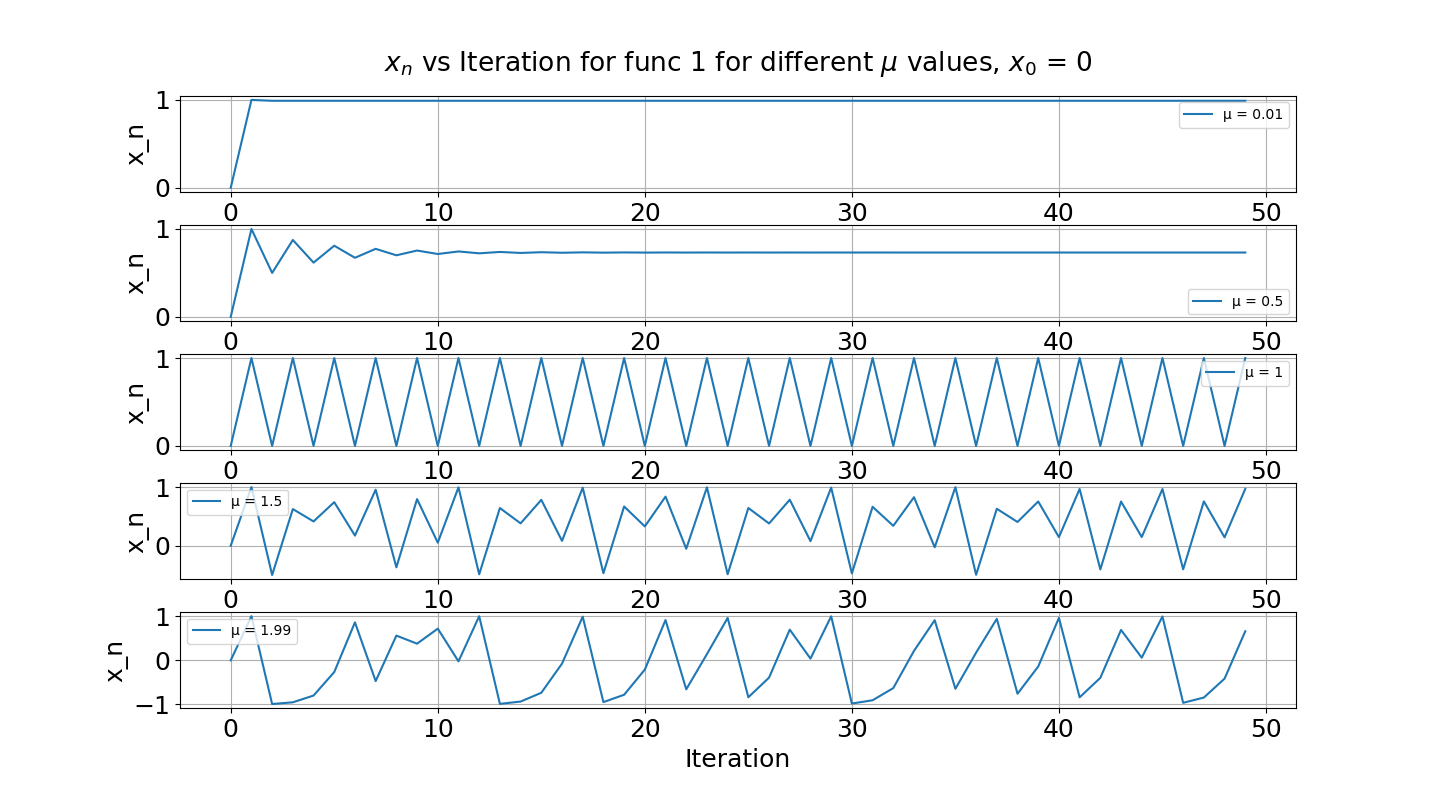 x_n vs Iteration for func 1 for different μ values, x_0 = 0
1
x_n
0
μ = 0.01
0 10 20 30 40 50
1
x_n
0
μ = 0.5
0 10 20 30 40 50
1
x_n
0
μ = 1
0 10 20 30 40 50
1
x_n
0
μ = 1.5
0 10 20 30 40 50
1
x_n
0
−1
μ = 1.99
0 10 20 30 40 50
Iteration